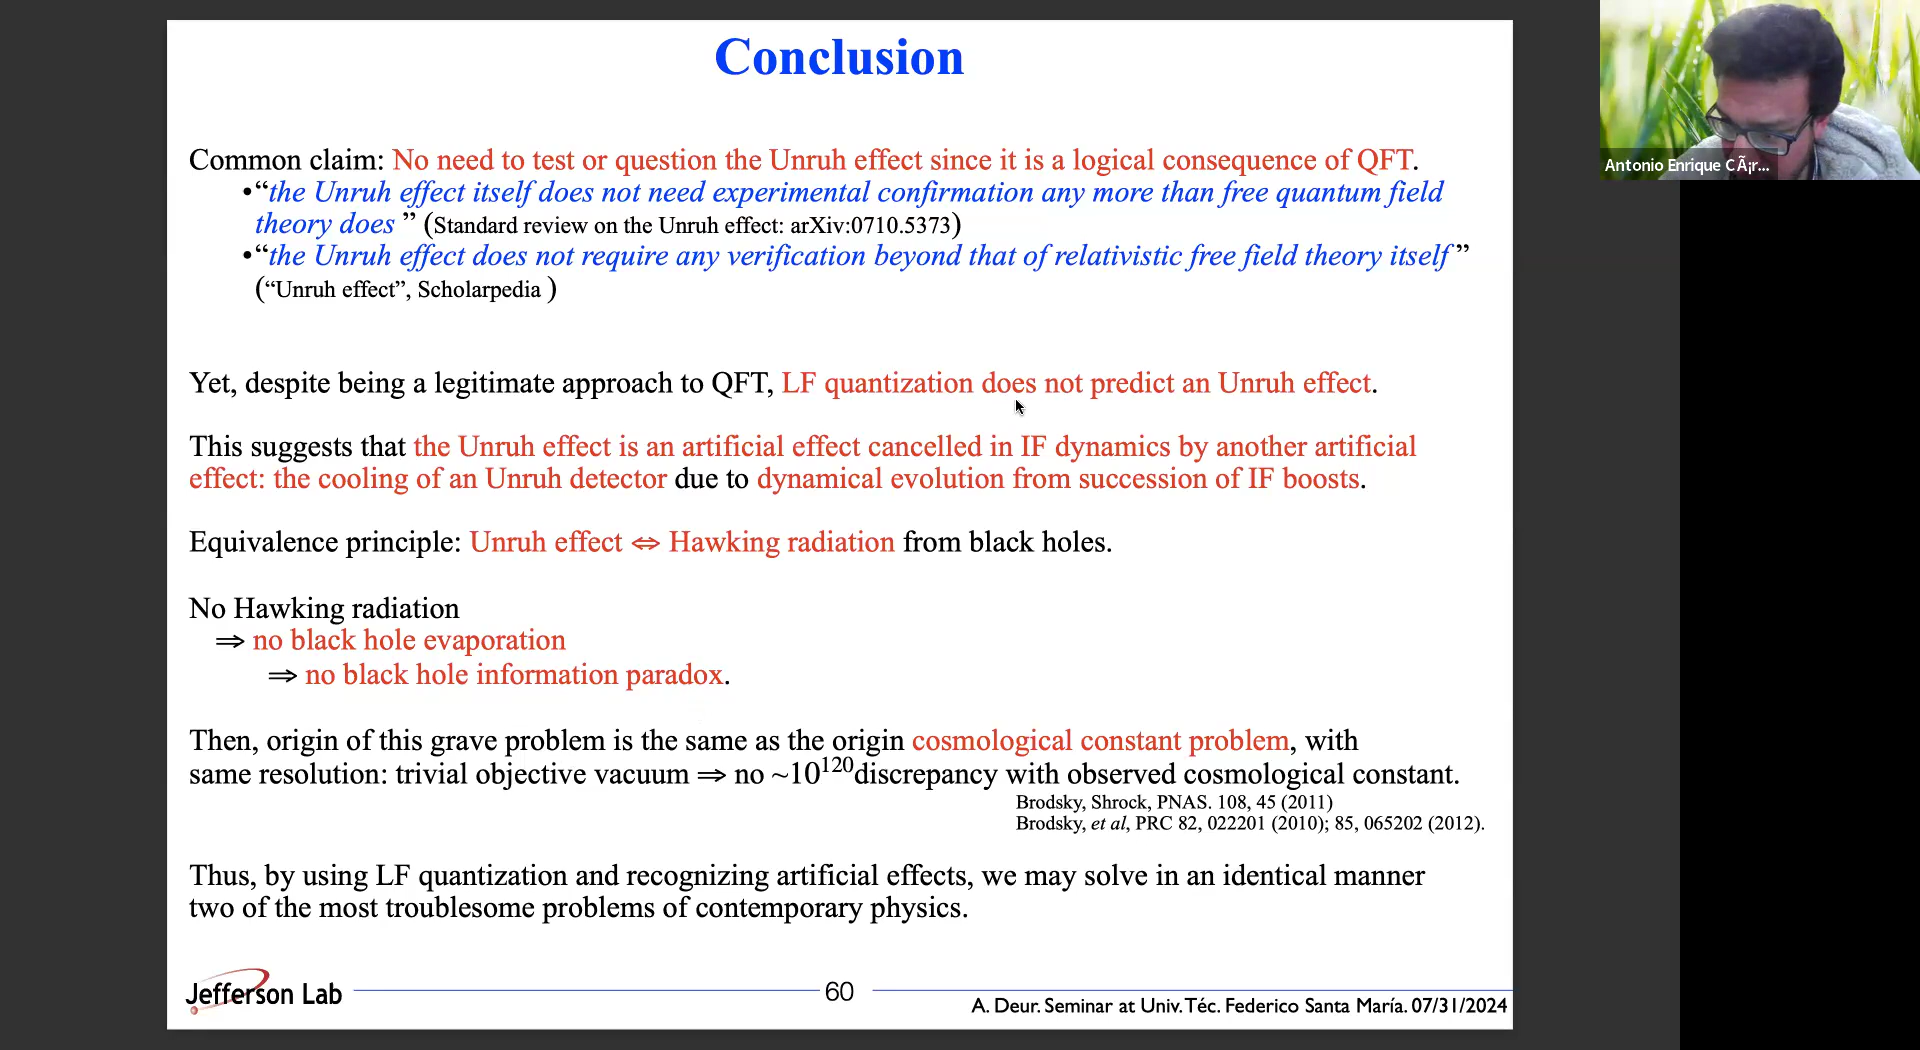 Conclusion
Antonio Enrique CÃ¡r...
Common claim: No need to test or question the Unruh effect since it is a logical consequence of QFT.
•“the Unruh effect itself does not need experimental confirmation any more than free quantum field
theory does ” (Standard review on the Unruh effect: arXiv:0710.5373)
•“the Unruh effect does not require any verification beyond that of relativistic free field theory itself”
(“Unruh effect”, Scholarpedia )
Yet, despite being a legitimate approach to QFT, LF quantization does not predict an Unruh effect.
This suggests that the Unruh effect is an artificial effect cancelled in IF dynamics by another artificial
effect: the cooling of an Unruh detector due to dynamical evolution from succession of IF boosts.
Equivalence principle: Unruh effect ⇔ Hawking radiation from black holes.
No Hawking radiation
⇒ no black hole evaporation
⇒ no black hole information paradox.
Then, origin of this grave problem is the same as the origin cosmological constant problem, with
same resolution: trivial objective vacuum ⇒ no ~10¹²⁰discrepancy with observed cosmological constant.
Brodsky, Shrock, PNAS. 108, 45 (2011)
Brodsky, et al, PRC 82, 022201 (2010); 85, 065202 (2012).
Thus, by using LF quantization and recognizing artificial effects, we may solve in an identical manner
two of the most troublesome problems of contemporary physics.
Jefferson Lab
60
A. Deur. Seminar at Univ. Téc. Federico Santa María. 07/31/2024